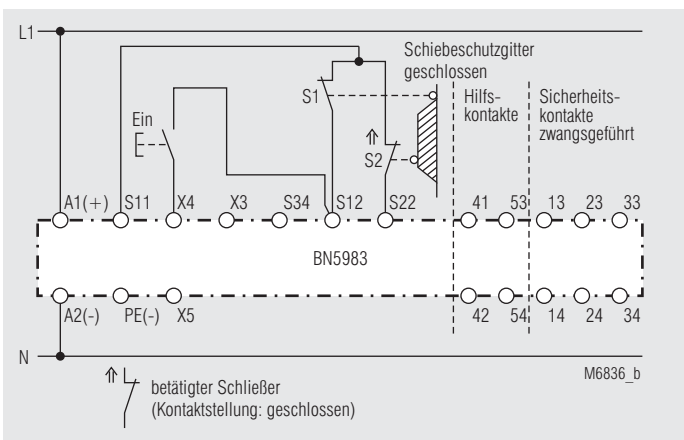 L1
Schiebeschutzgitter
geschlossen
S1
Hilfs-
kontakte
Sicherheits-
kontakte
zwangsgeführt
Ein
⇑
S2
A1(+) S11 X4 X3 S34 S12 S22 41 53 13 23 33
BN5983
A2(-) PE(-) X5 42 54 14 24 34
N
M6836_b
⇑ betätigter Schließer
(Kontaktstellung: geschlossen)